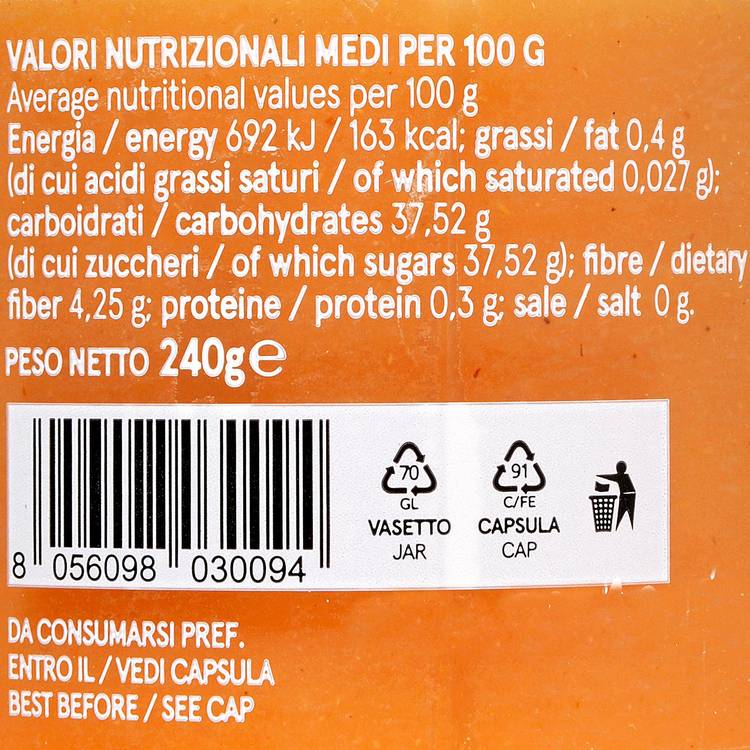 VALORI NUTRIZIONALI MEDI PER 100 G
Average nutritional values per 100 g
Energia / energy 692 kJ / 163 kcal; grassi / fat 0,4 g
(di cui acidi grassi saturi / of which saturated 0,027 g);
carboidrati / carbohydrates 37,52 g
(di cui zuccheri / of which sugars 37,52 g); fibre / dietary
fiber 4,25 g; proteine / protein 0,3 g; sale / salt 0 g.
PESO NETTO 240g e
8 056098 030094
70
GL
VASETTO
JAR
91
C/FE
CAPSULA
CAP
DA CONSUMARSI PREF.
ENTRO IL / VEDI CAPSULA
BEST BEFORE / SEE CAP